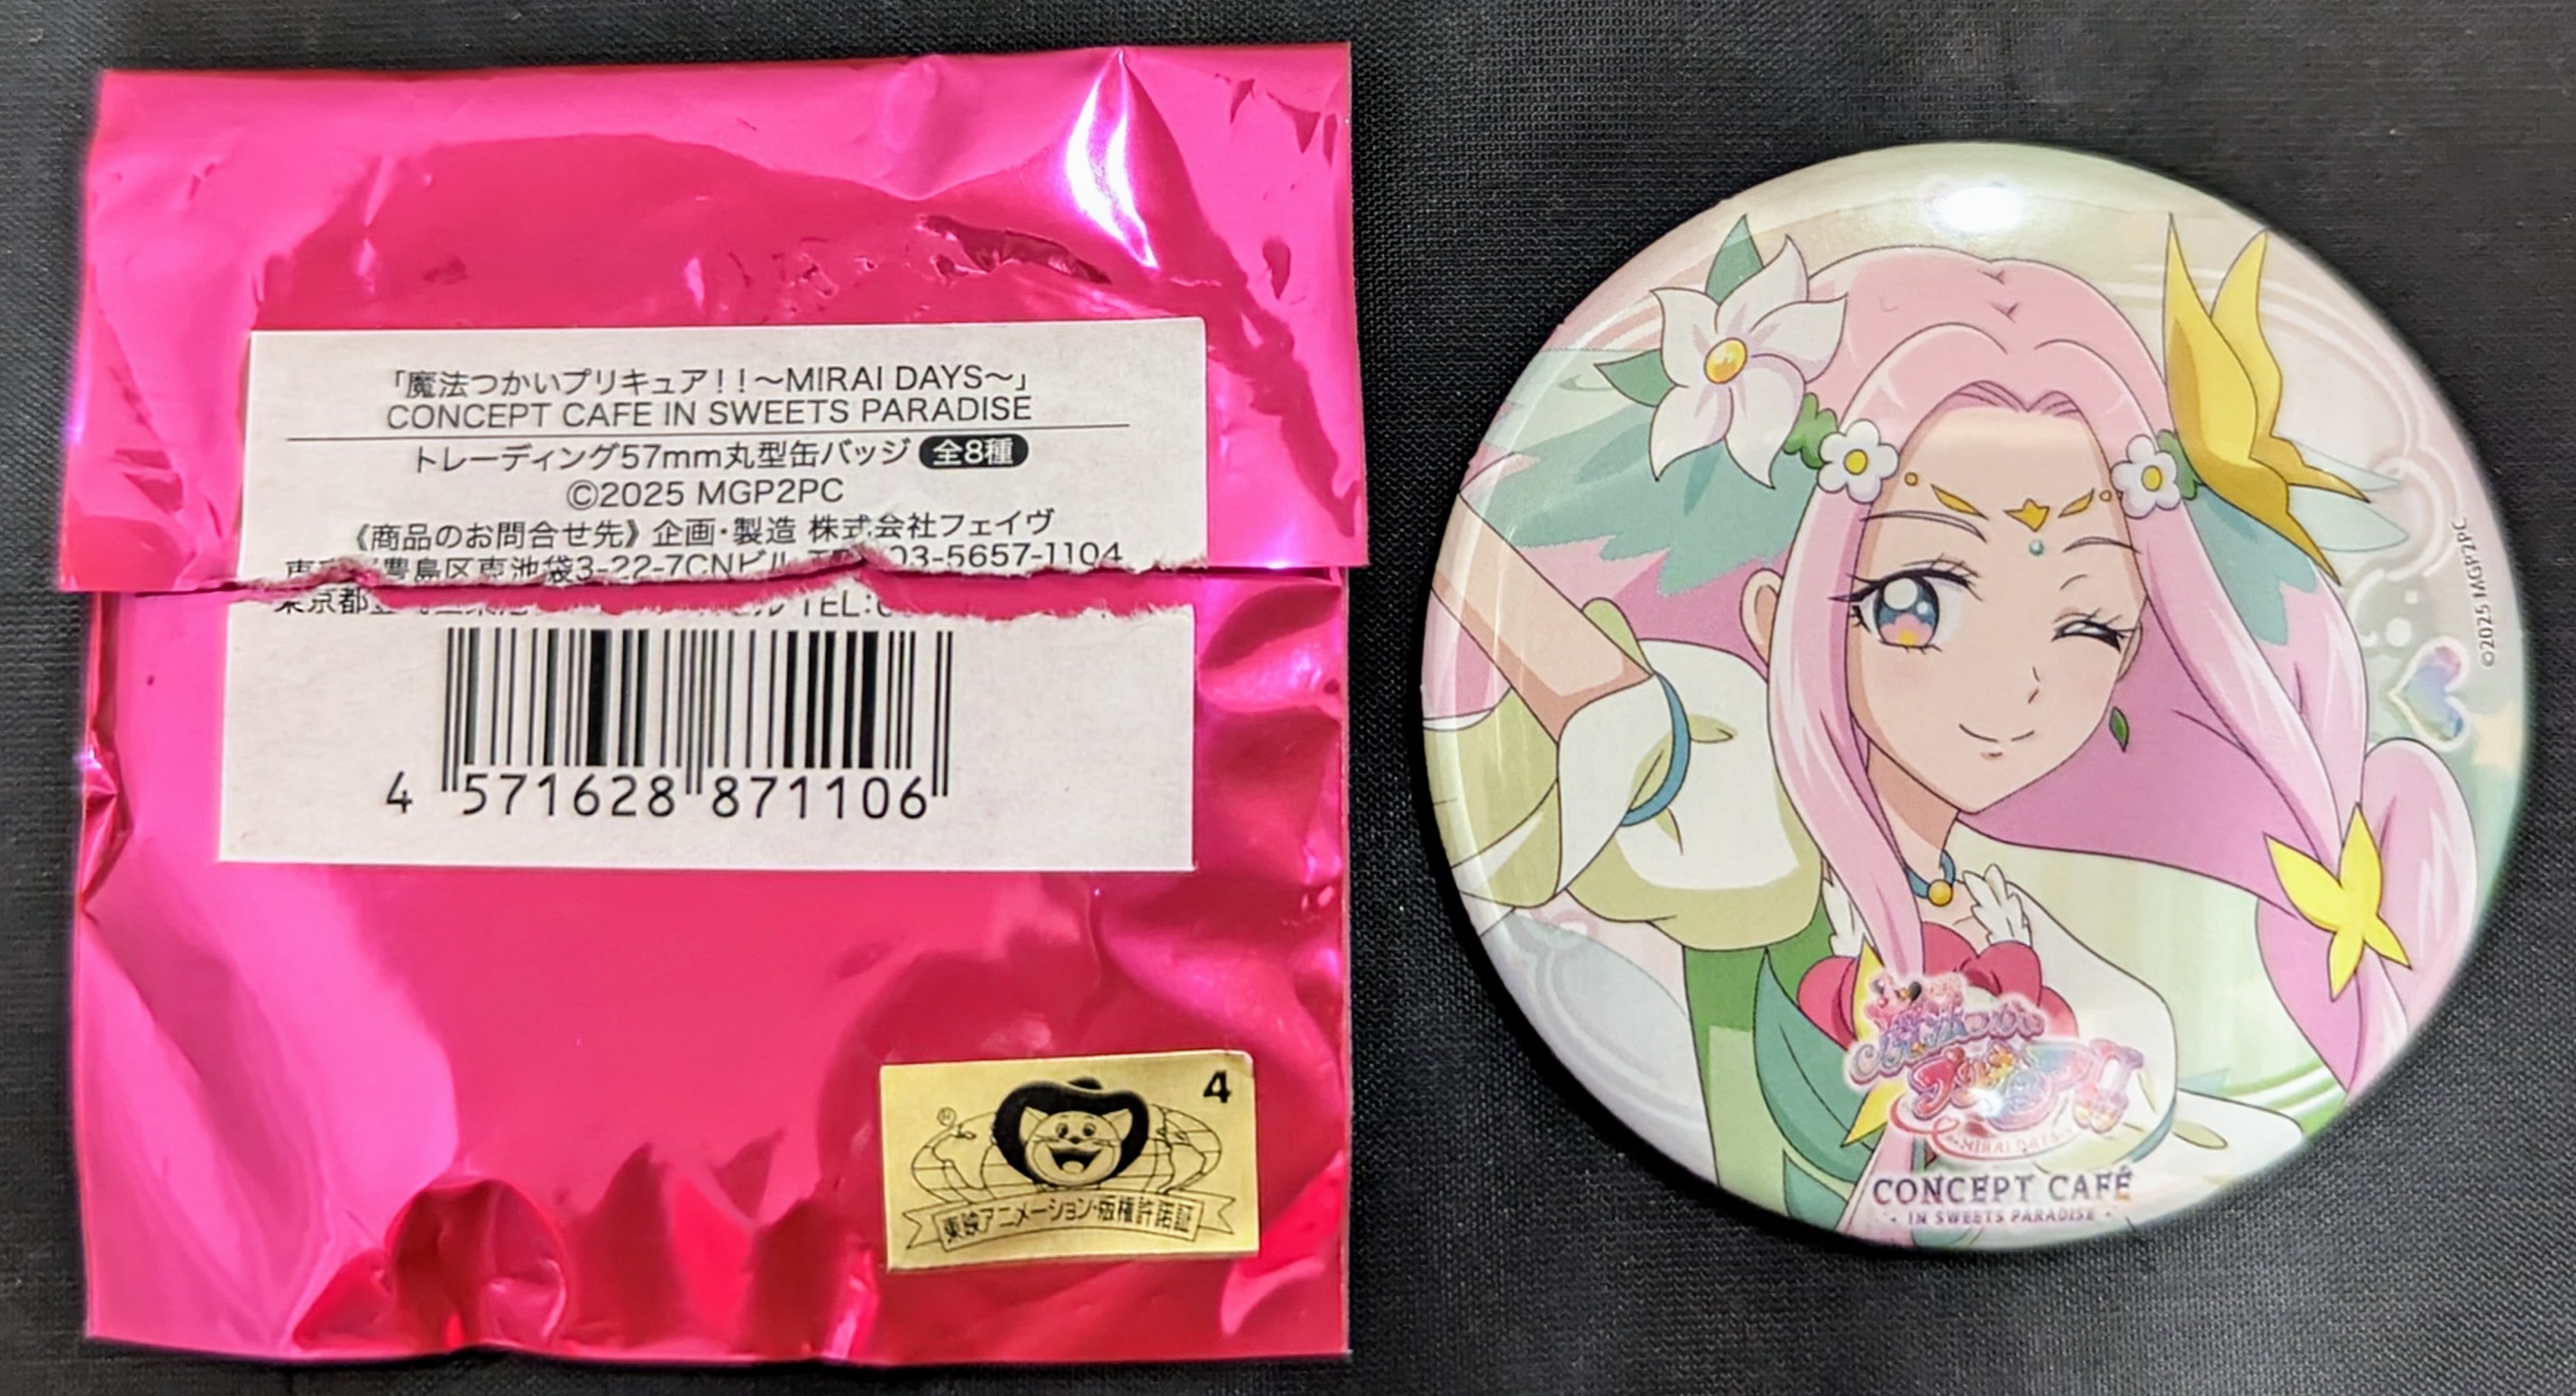 「魔法つかいプリキュア！！～MIRAI DAYS～」
CONCEPT CAFE IN SWEETS PARADISE
トレーディング57mm丸型缶バッジ 全8種
©2025 MGP2PC
《商品のお問合せ先》企画・製造 株式会社フェイヴ
東京都豊島区東池袋3-22-7CNビル TEL:03-5657-1104
4 571628 871106
4
東映アニメーション・版権許諾証
©2025 MGP2PC
MIRAI DAYS
CONCEPT CAFÉ
IN SWEETS PARADISE